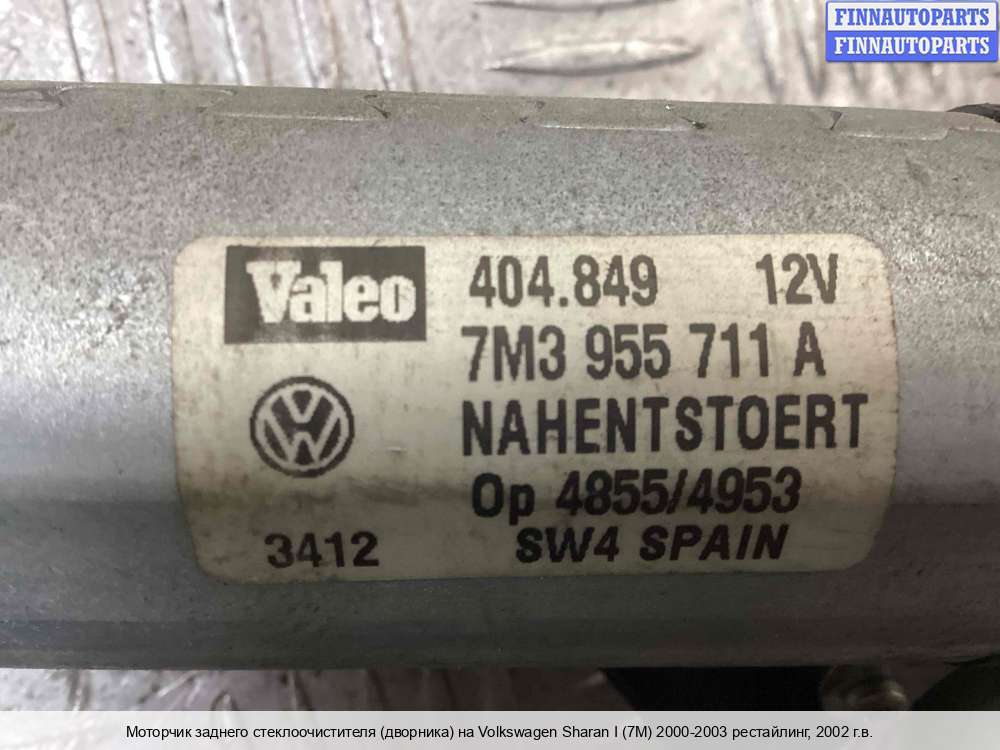 FINNAUTOPARTS
FINNAUTOPARTS
Valeo 404.849 12V
7M3 955 711 A
NAHENTSTOERT
Op 4855/4953
3412 SW4 SPAIN
Моторчик заднего стеклоочистителя (дворника) на Volkswagen Sharan I (7M) 2000-2003 рестайлинг, 2002 г.в.